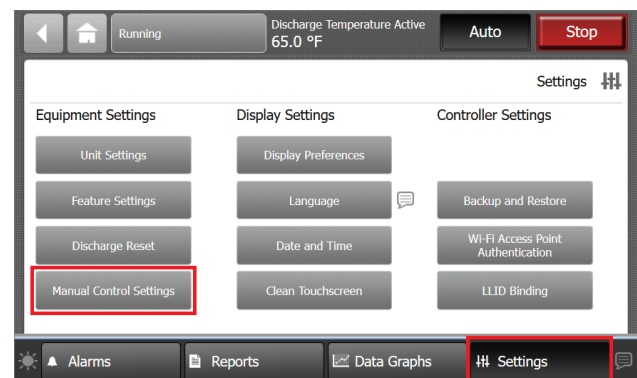 Running
Discharge Temperature Active
65.0 °F
Auto
Stop
Settings
Equipment Settings
Display Settings
Controller Settings
Unit Settings
Display Preferences
Feature Settings
Language
Backup and Restore
Discharge Reset
Date and Time
Wi-Fi Access Point
Authentication
Manual Control Settings
Clean Touchscreen
LLID Binding
Alarms
Reports
Data Graphs
Settings